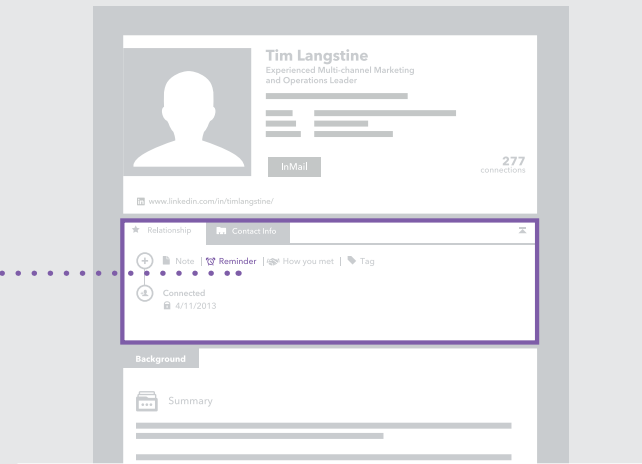 Tim Langstine
Experienced Multi-channel Marketing
and Operations Leader
InMail
277
connections
www.linkedin.com/in/timlangstine/
Relationship
Contact Info
Note | Reminder | How you met | Tag
Connected
4/11/2013
Background
Summary